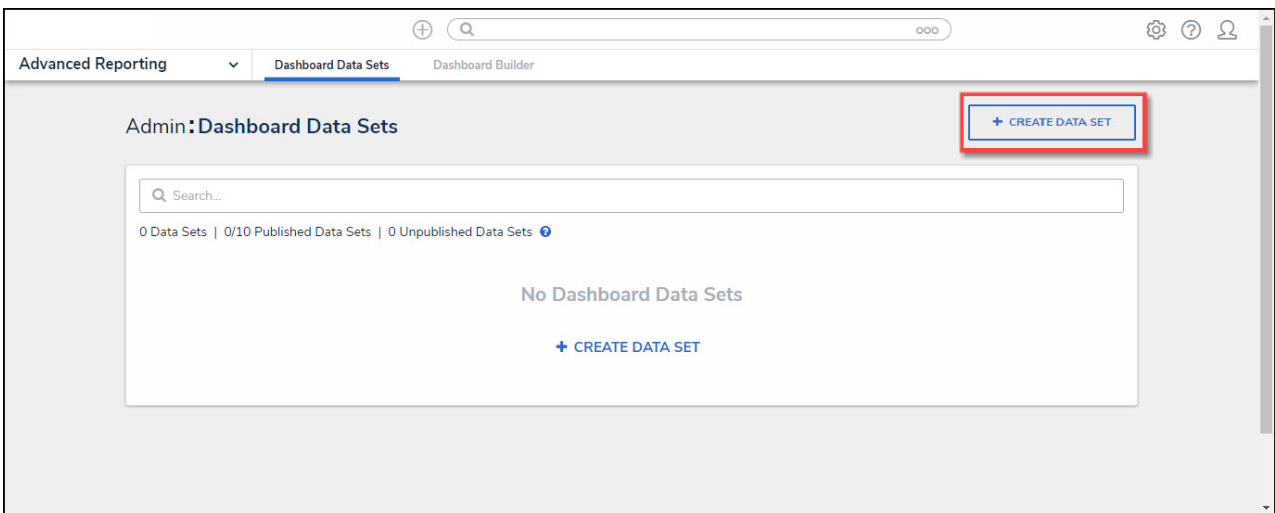 ooo
Advanced Reporting
Dashboard Data Sets
Dashboard Builder
Admin:Dashboard Data Sets
+ CREATE DATA SET
Search...
0 Data Sets | 0/10 Published Data Sets | 0 Unpublished Data Sets ?
No Dashboard Data Sets
+ CREATE DATA SET